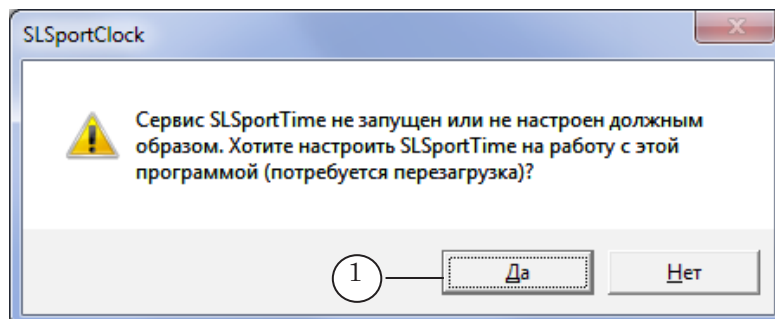 SLSportClock
Сервис SLSportTime не запущен или не настроен должным
образом. Хотите настроить SLSportTime на работу с этой
программой (потребуется перезагрузка)?
1
Да
Нет